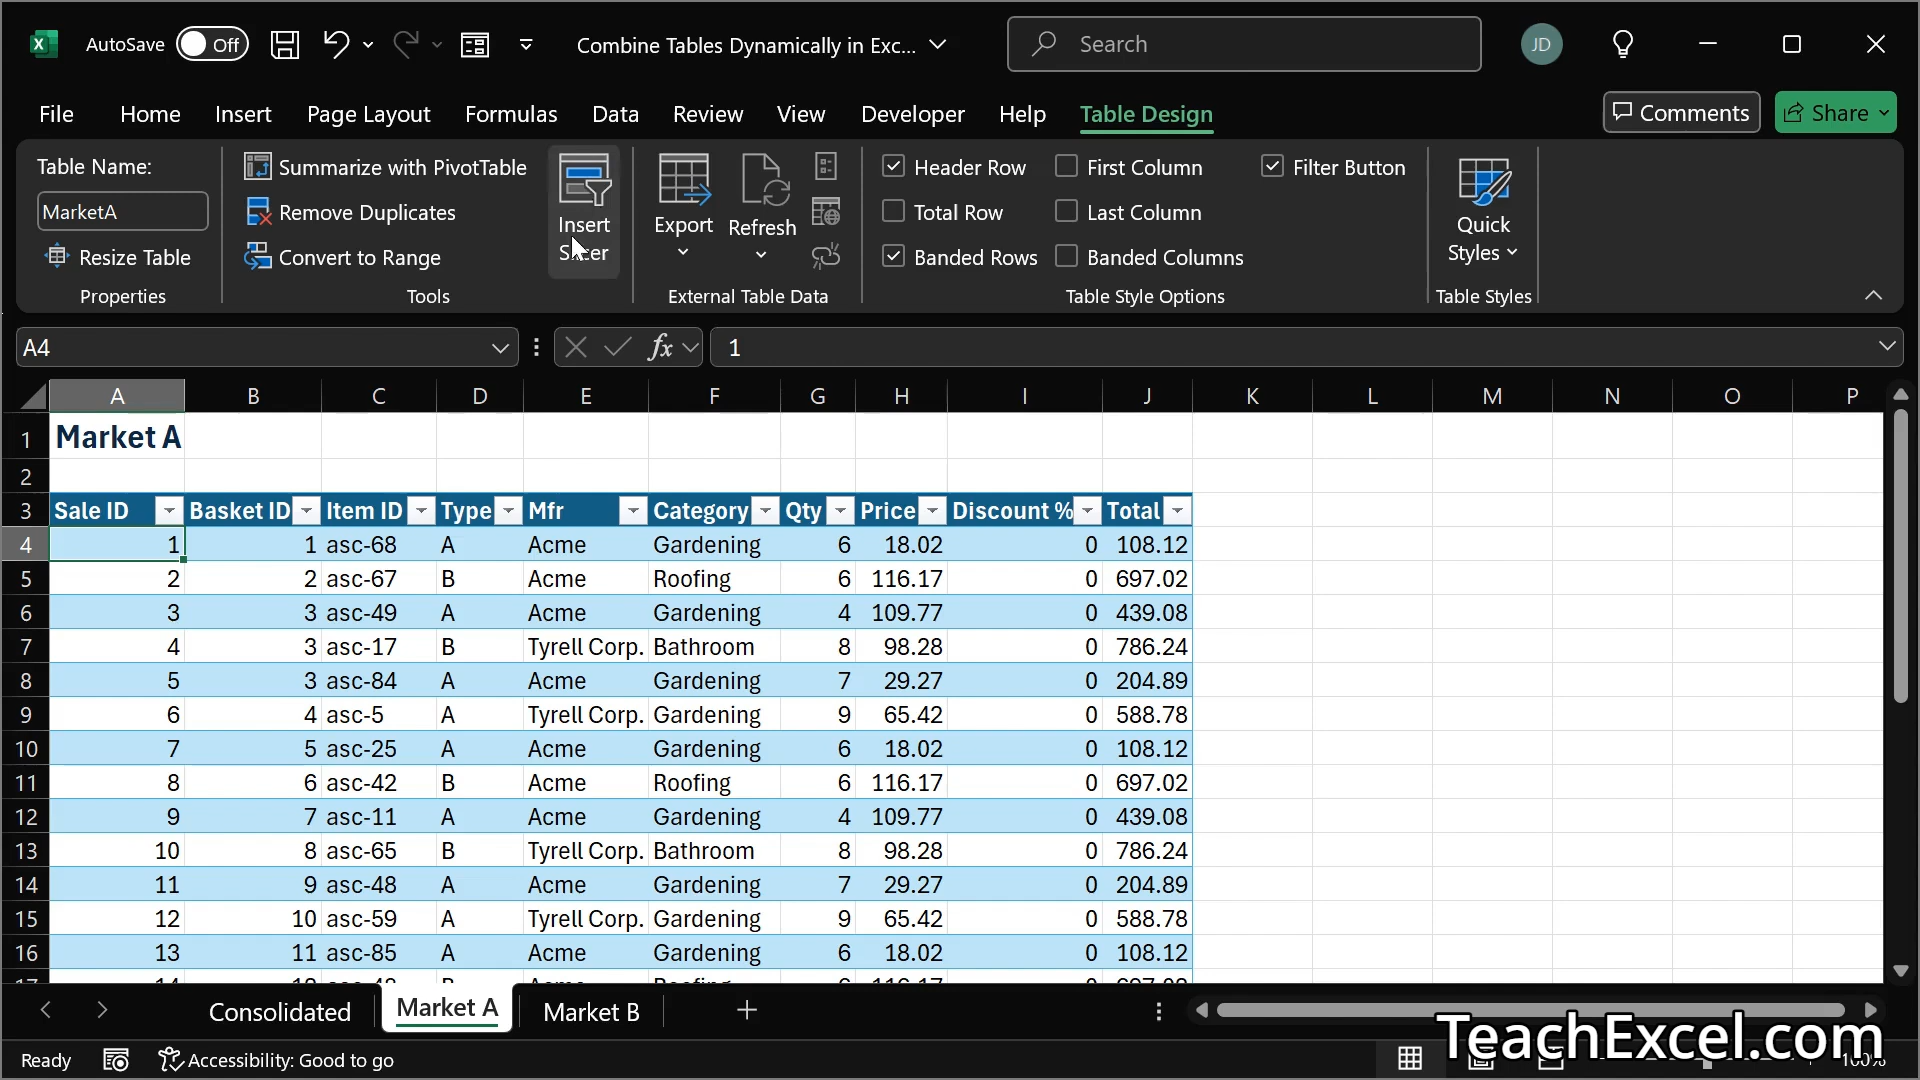 AutoSave Off Combine Tables Dynamically in Exc... Search JD
File Home Insert Page Layout Formulas Data Review View Developer Help Table Design Comments Share
Table Name:
MarketA
Resize Table
Properties
Summarize with PivotTable
Remove Duplicates
Convert to Range
Insert
Slicer
Tools
Export
Refresh
External Table Data
Header Row First Column Filter Button
Total Row Last Column
Banded Rows Banded Columns
Table Style Options
Quick
Styles
Table Styles
A4 fx 1
A B C D E F G H I J K L M N O P
1 Market A
2
3 Sale ID Basket ID Item ID Type Mfr Category Qty Price Discount % Total
4 1 1 asc-68 A Acme Gardening 6 18.02 0 108.12
5 2 2 asc-67 B Acme Roofing 6 116.17 0 697.02
6 3 3 asc-49 A Acme Gardening 4 109.77 0 439.08
7 4 3 asc-17 B Tyrell Corp. Bathroom 8 98.28 0 786.24
8 5 3 asc-84 A Acme Gardening 7 29.27 0 204.89
9 6 4 asc-5 A Tyrell Corp. Gardening 9 65.42 0 588.78
10 7 5 asc-25 A Acme Gardening 6 18.02 0 108.12
11 8 6 asc-42 B Acme Roofing 6 116.17 0 697.02
12 9 7 asc-11 A Acme Gardening 4 109.77 0 439.08
13 10 8 asc-65 B Tyrell Corp. Bathroom 8 98.28 0 786.24
14 11 9 asc-48 A Acme Gardening 7 29.27 0 204.89
15 12 10 asc-59 A Tyrell Corp. Gardening 9 65.42 0 588.78
16 13 11 asc-85 A Acme Gardening 6 18.02 0 108.12
Consolidated Market A Market B
Ready Accessibility: Good to go 100%
TeachExcel.com